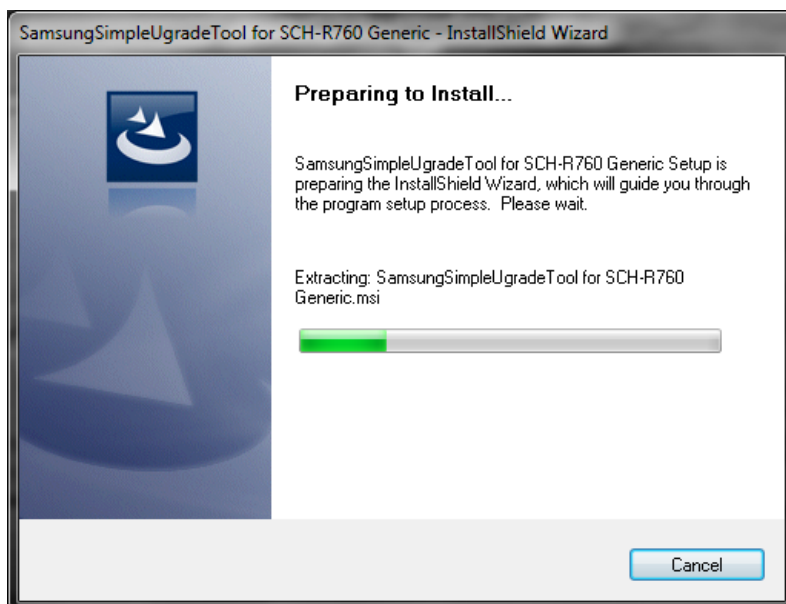 SamsungSimpleUgradeTool for SCH-R760 Generic - InstallShield Wizard
Preparing to Install...
SamsungSimpleUgradeTool for SCH-R760 Generic Setup is
preparing the InstallShield Wizard, which will guide you through
the program setup process. Please wait.
Extracting: SamsungSimpleUgradeTool for SCH-R760
Generic.msi
Cancel